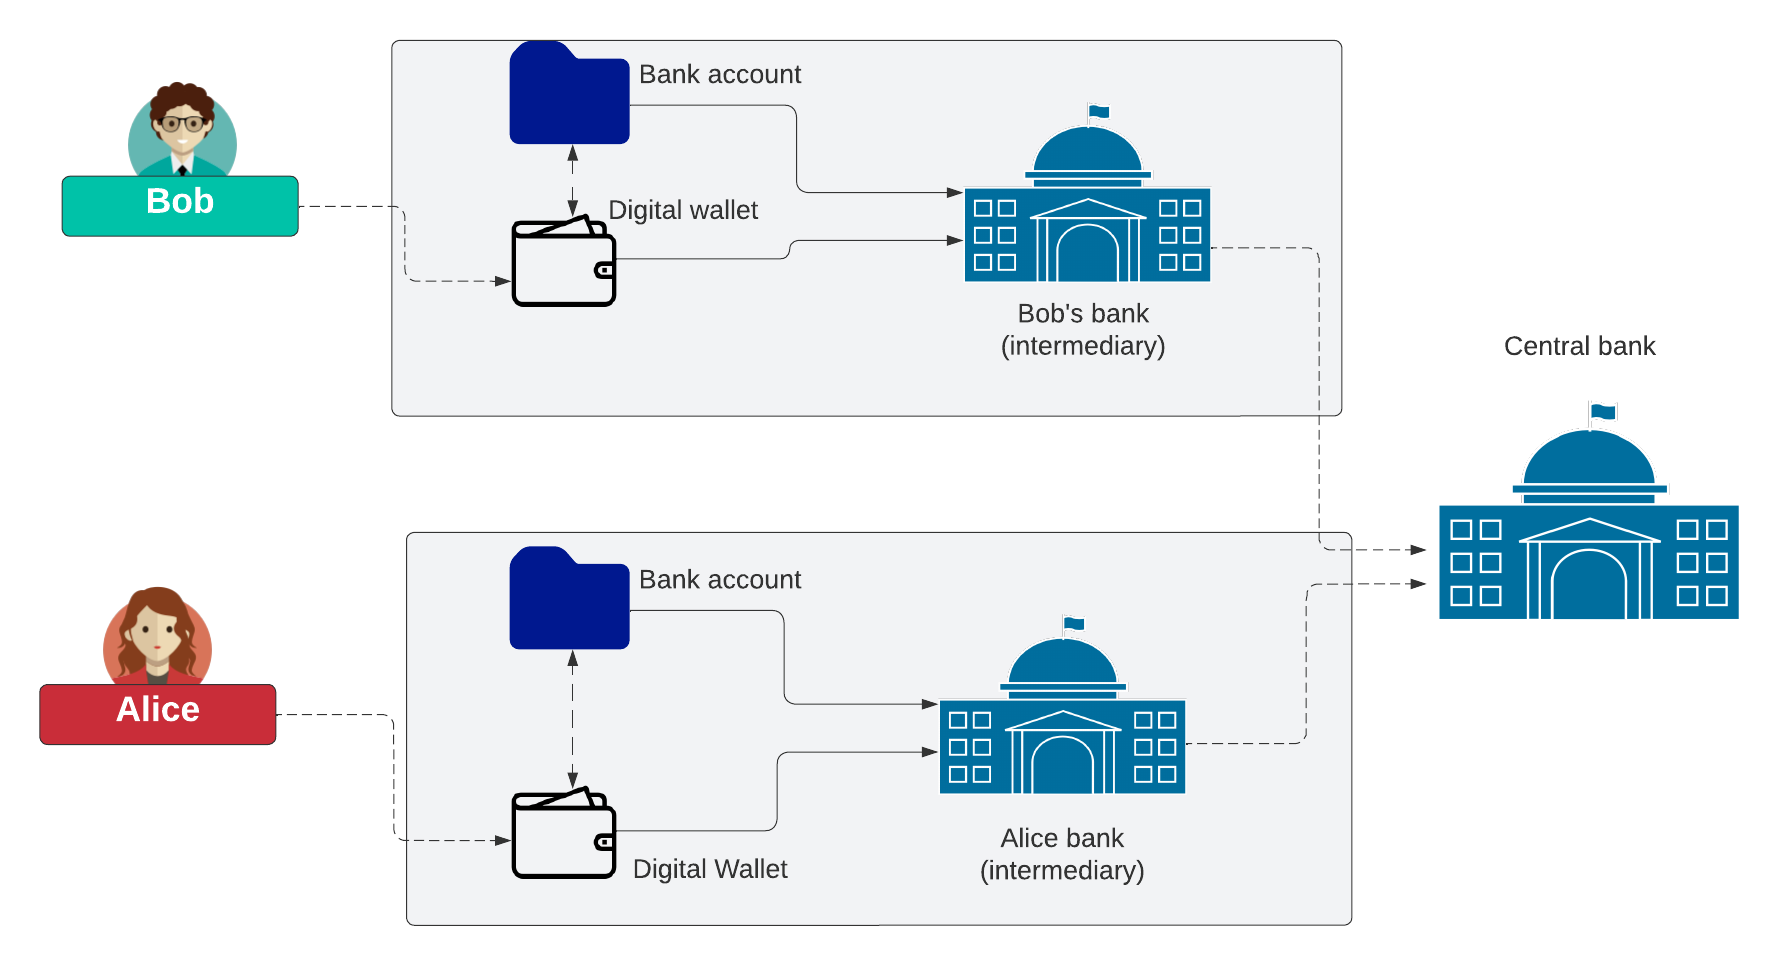 Bank account
Bob
Digital wallet
Bob's bank
(intermediary)
Central bank
Bank account
Alice
Alice bank
(intermediary)
Digital Wallet